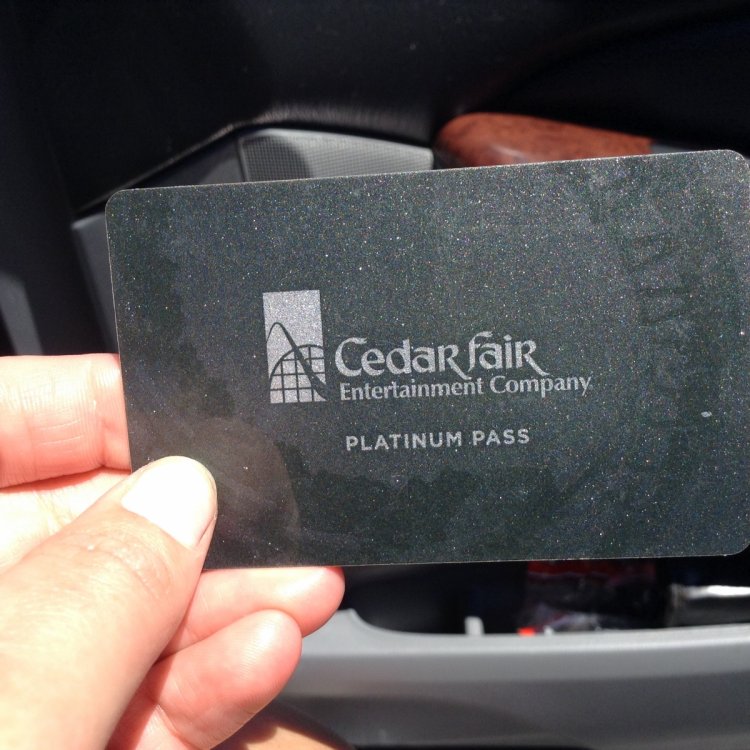 Cedar Fair
Entertainment Company
PLATINUM PASS